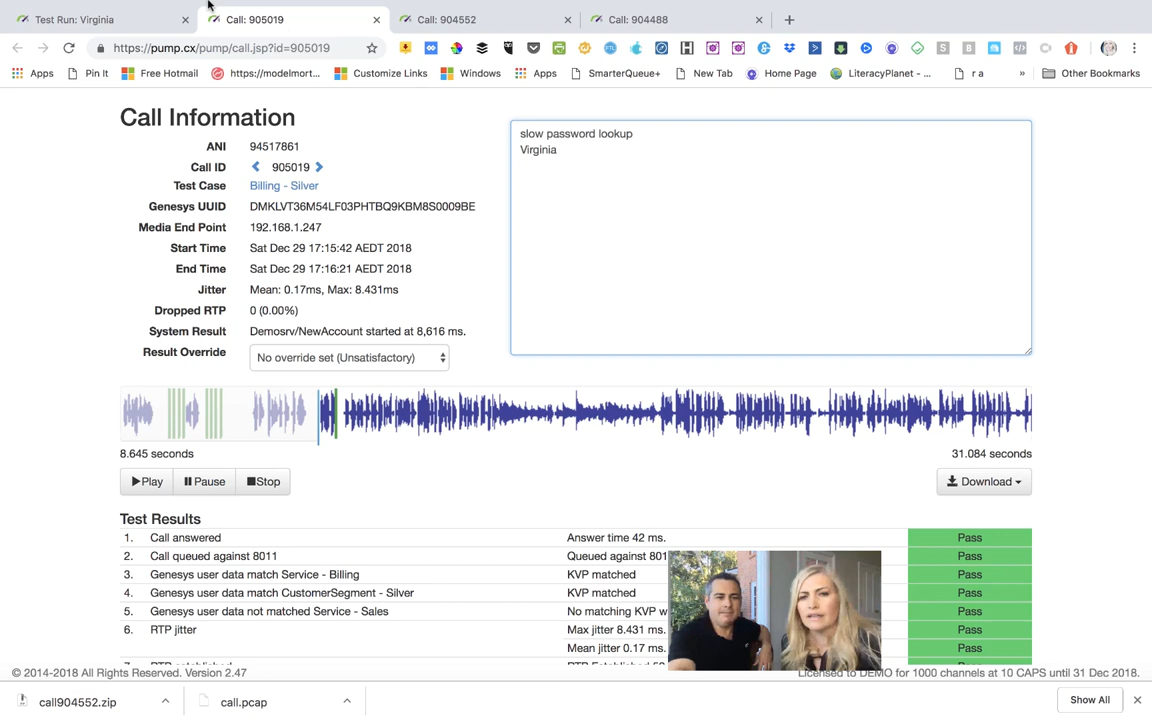 Test Run: Virginia
Call: 905019
Call: 904552
Call: 904488
https://pump.cx/pump/call.jsp?id=905019
Apps
Pin It
Free Hotmail
https://modelmort...
Customize Links
Windows
Apps
SmarterQueue+
New Tab
Home Page
LiteracyPlanet - ...
r a
»
Other Bookmarks
Call Information
ANI 94517861
Call ID 905019
Test Case Billing - Silver
Genesys UUID DMKLVT36M54LF03PHTBQ9KBM8S0009BE
Media End Point 192.168.1.247
Start Time Sat Dec 29 17:15:42 AEDT 2018
End Time Sat Dec 29 17:16:21 AEDT 2018
Jitter Mean: 0.17ms, Max: 8.431ms
Dropped RTP 0 (0.00%)
System Result Demosrv/NewAccount started at 8,616 ms.
Result Override No override set (Unsatisfactory)
slow password lookup
Virginia
8.645 seconds
31.084 seconds
Play
Pause
Stop
Download
Test Results
1. Call answered Answer time 42 ms. Pass
2. Call queued against 8011 Queued against 801 Pass
3. Genesys user data match Service - Billing KVP matched Pass
4. Genesys user data match CustomerSegment - Silver KVP matched Pass
5. Genesys user data not matched Service - Sales No matching KVP w Pass
6. RTP jitter Max jitter 8.431 ms. Pass
Mean jitter 0.17 ms. Pass
© 2014-2018 All Rights Reserved. Version 2.47
Licensed to DEMO for 1000 channels at 10 CAPS until 31 Dec 2018.
call904552.zip
call.pcap
Show All